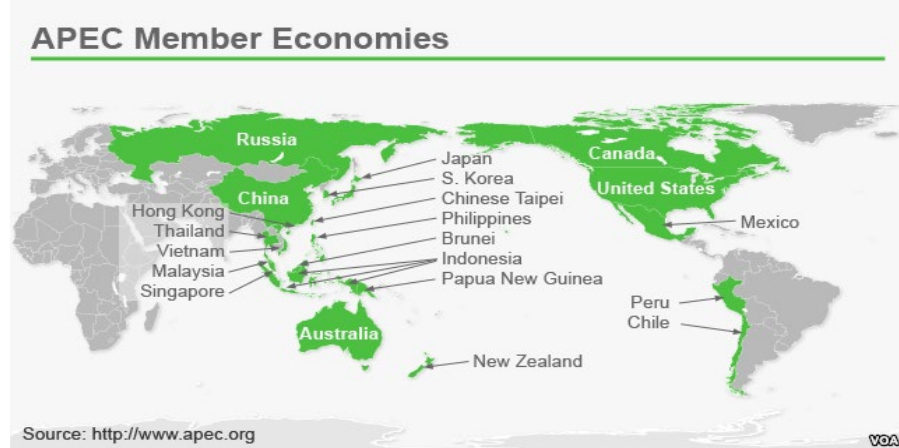 APEC Member Economies
Russia
Canada
Japan
S. Korea
China
United States
Chinese Taipei
Hong Kong
Philippines
Mexico
Thailand
Brunei
Vietnam
Indonesia
Malaysia
Papua New Guinea
Singapore
Peru
Chile
Australia
New Zealand
Source: http://www.apec.org
VOA